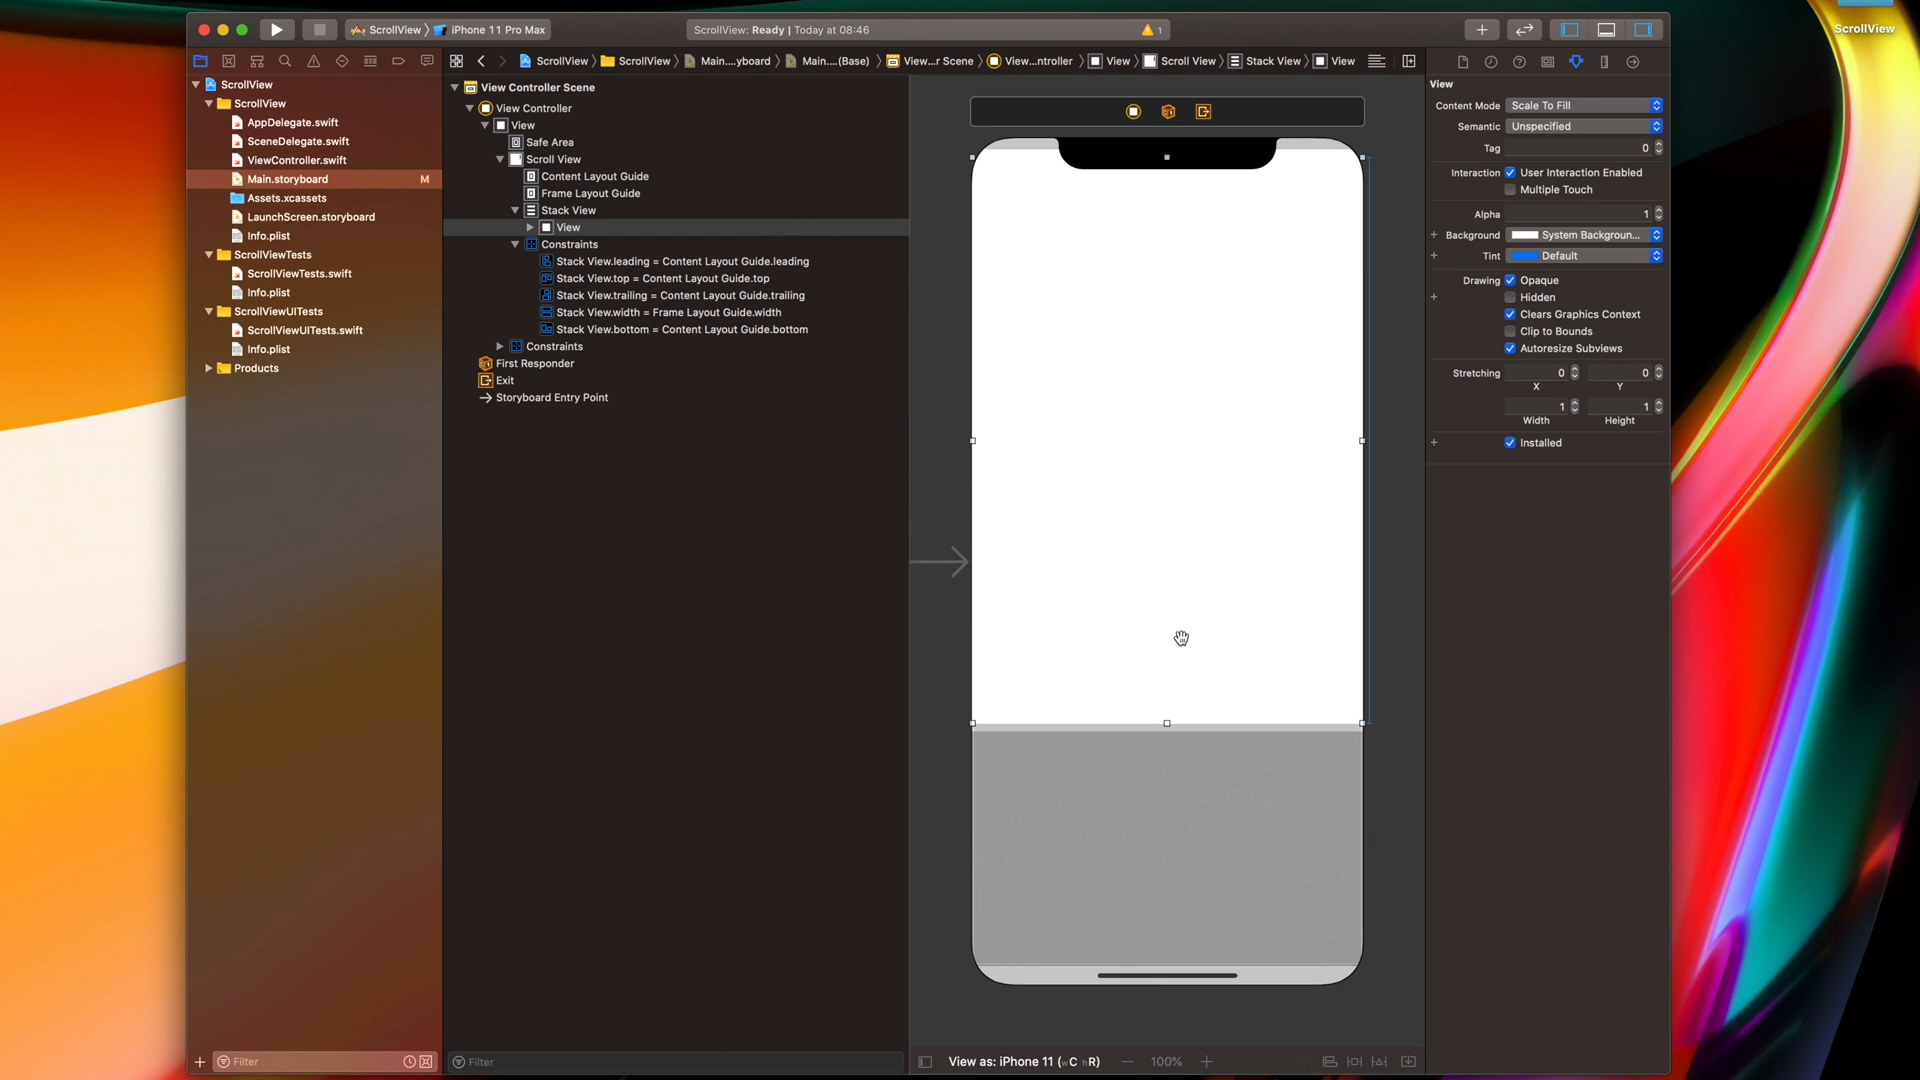 ScrollView
ScrollView
iPhone 11 Pro Max
ScrollView: Ready | Today at 08:46
1
ScrollView
ScrollView
Main....yboard
Main....(Base)
View...r Scene
View...ntroller
View
Scroll View
Stack View
View
ScrollView
ScrollView
AppDelegate.swift
SceneDelegate.swift
ViewController.swift
Main.storyboard M
Assets.xcassets
LaunchScreen.storyboard
Info.plist
ScrollViewTests
ScrollViewTests.swift
Info.plist
ScrollViewUITests
ScrollViewUITests.swift
Info.plist
Products
Filter
View Controller Scene
View Controller
View
Safe Area
Scroll View
Content Layout Guide
Frame Layout Guide
Stack View
View
Constraints
Stack View.leading = Content Layout Guide.leading
Stack View.top = Content Layout Guide.top
Stack View.trailing = Content Layout Guide.trailing
Stack View.width = Frame Layout Guide.width
Stack View.bottom = Content Layout Guide.bottom
Constraints
First Responder
Exit
Storyboard Entry Point
Filter
View as: iPhone 11 (wC hR)
100%
View
Content Mode Scale To Fill
Semantic Unspecified
Tag 0
Interaction User Interaction Enabled
Multiple Touch
Alpha 1
Background System Backgroun...
Tint Default
Drawing Opaque
Hidden
Clears Graphics Context
Clip to Bounds
Autoresize Subviews
Stretching 0 0
X Y
1 1
Width Height
Installed